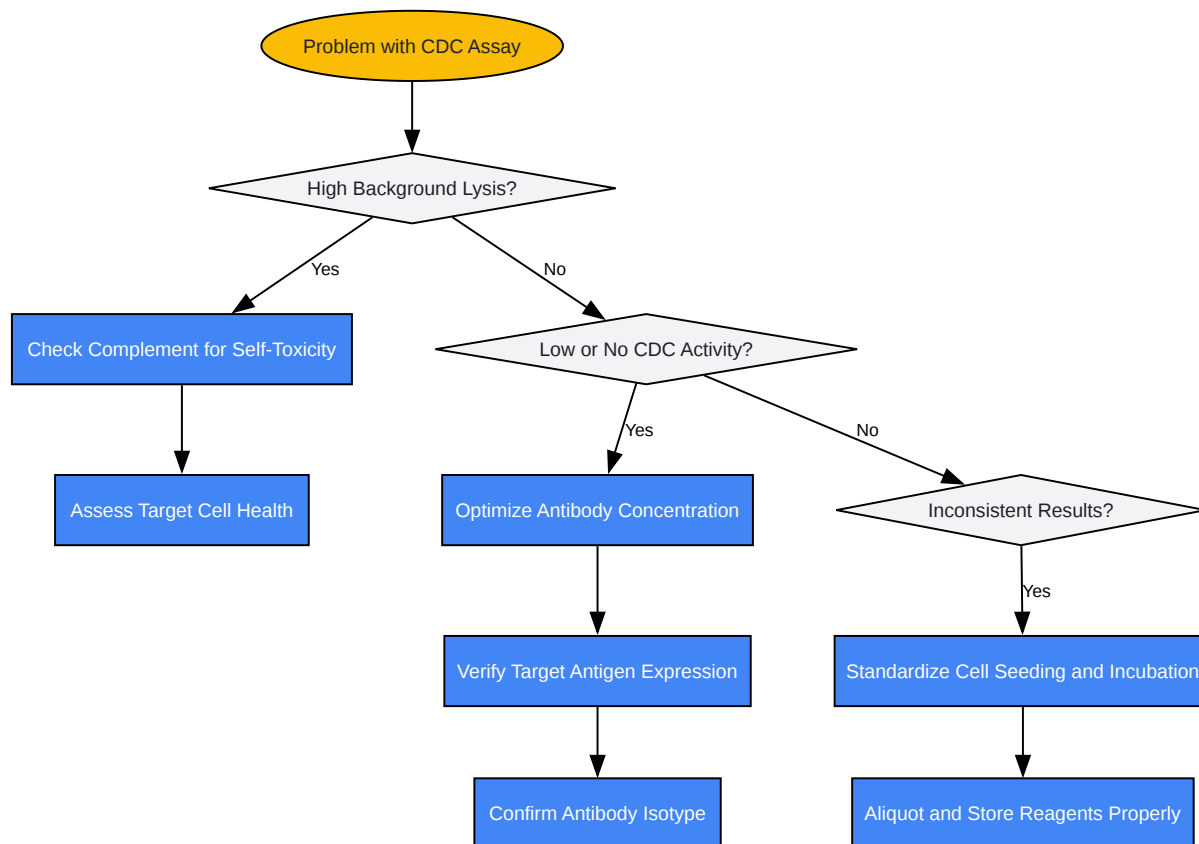 Problem with CDC Assay
High Background Lysis?
Yes
No
Check Complement for Self-Toxicity
Low or No CDC Activity?
Yes
No
Assess Target Cell Health
Optimize Antibody Concentration
Inconsistent Results?
Yes
Verify Target Antigen Expression
Standardize Cell Seeding and Incubation
Confirm Antibody Isotype
Aliquot and Store Reagents Properly